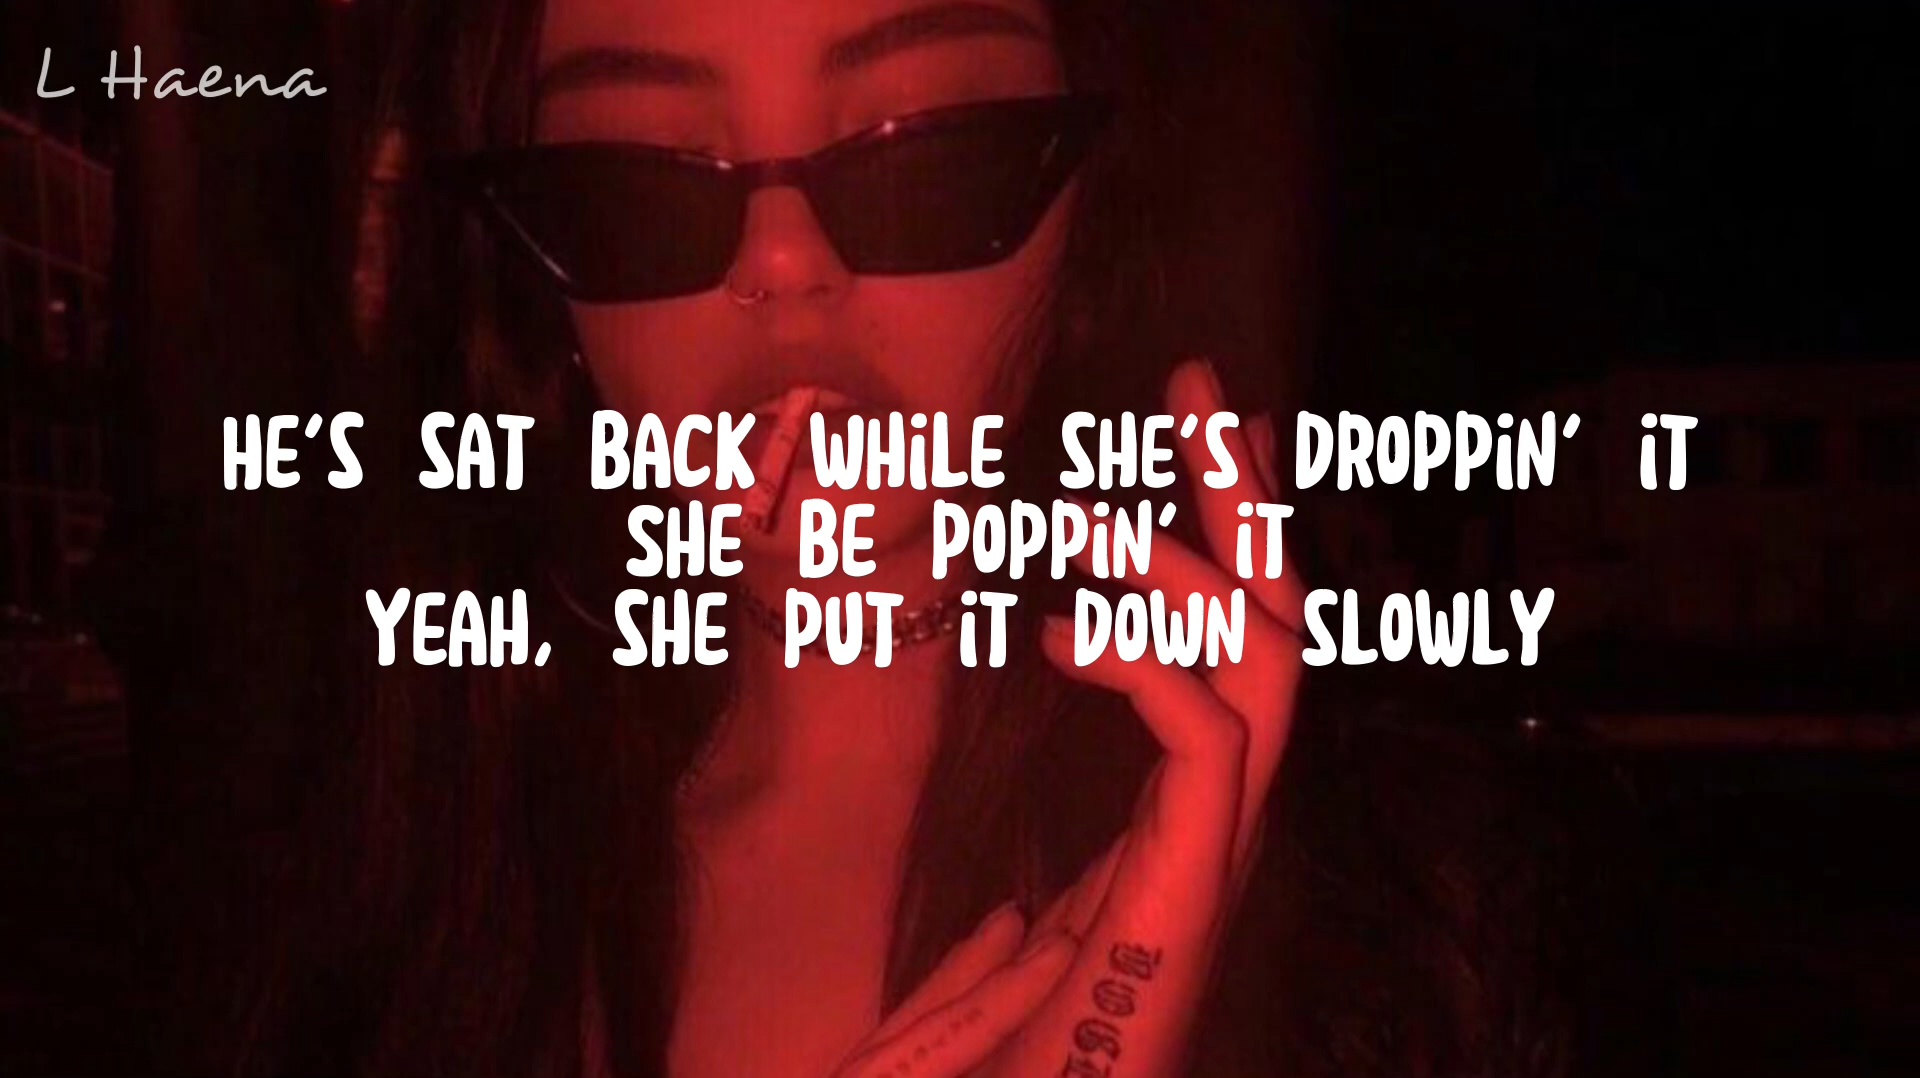 L Haena
HE'S SAT BACK WHILE SHE'S DROPPIN' IT
SHE BE POPPIN' IT
YEAH, SHE PUT IT DOWN SLOWLY